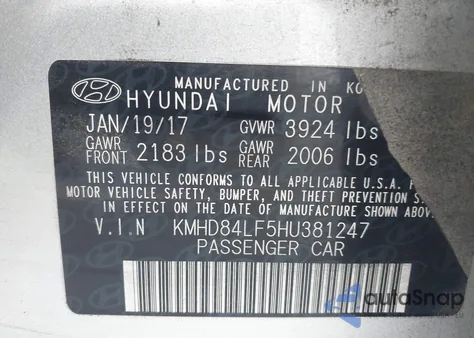 MANUFACTURED IN KO
HYUNDAI MOTOR
JAN/19/17 GVWR 3924 lbs
GAWR FRONT 2183 lbs GAWR REAR 2006 lbs
THIS VEHICLE CONFORMS TO ALL APPLICABLE U.S.A. F
MOTOR VEHICLE SAFETY, BUMPER, AND THEFT PREVENTI
IN EFFECT ON THE DATE OF MANUFACTURE SHOWN ABOVE.
V.I.N KMHD84LF5HU381247
PASSENGER CAR
autoSnap